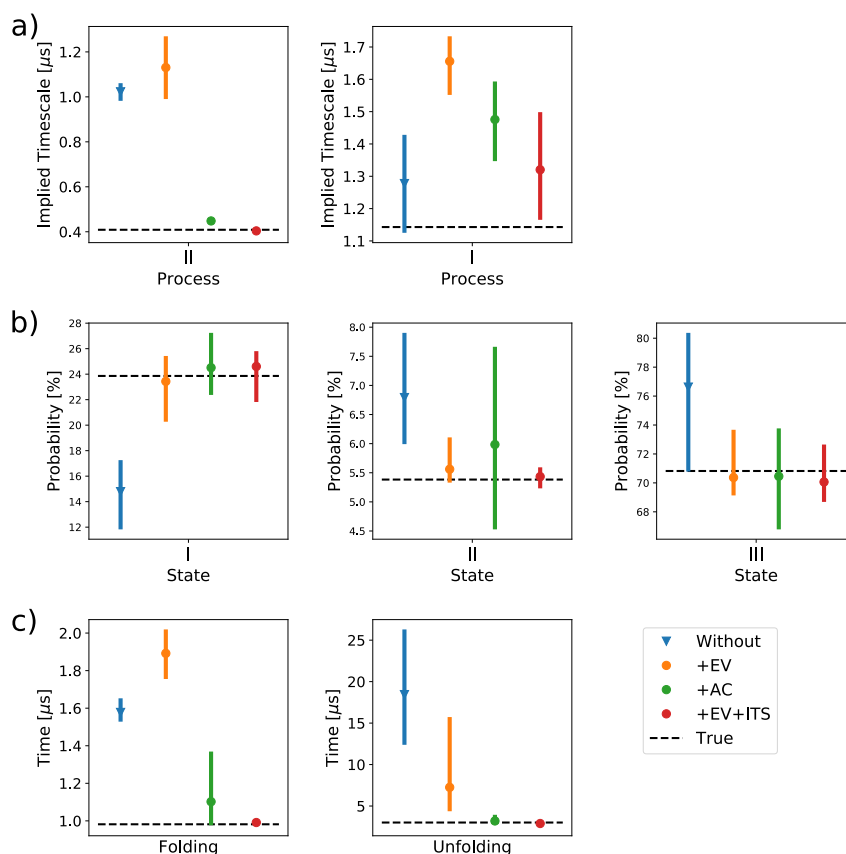 a)
Implied Timescale [μs]
1.2
1.0
0.8
0.6
0.4
II
Process
Implied Timescale [μs]
1.7
1.6
1.5
1.4
1.3
1.2
1.1
I
Process
b)
Probability [%]
28
26
24
22
20
18
16
14
12
I
State
Probability [%]
8.0
7.5
7.0
6.5
6.0
5.5
5.0
4.5
II
State
Probability [%]
80
78
76
74
72
70
68
III
State
c)
Time [μs]
2.0
1.8
1.6
1.4
1.2
1.0
Folding
Time [μs]
25
20
15
10
5
Unfolding
Without
+EV
+AC
+EV+ITS
True